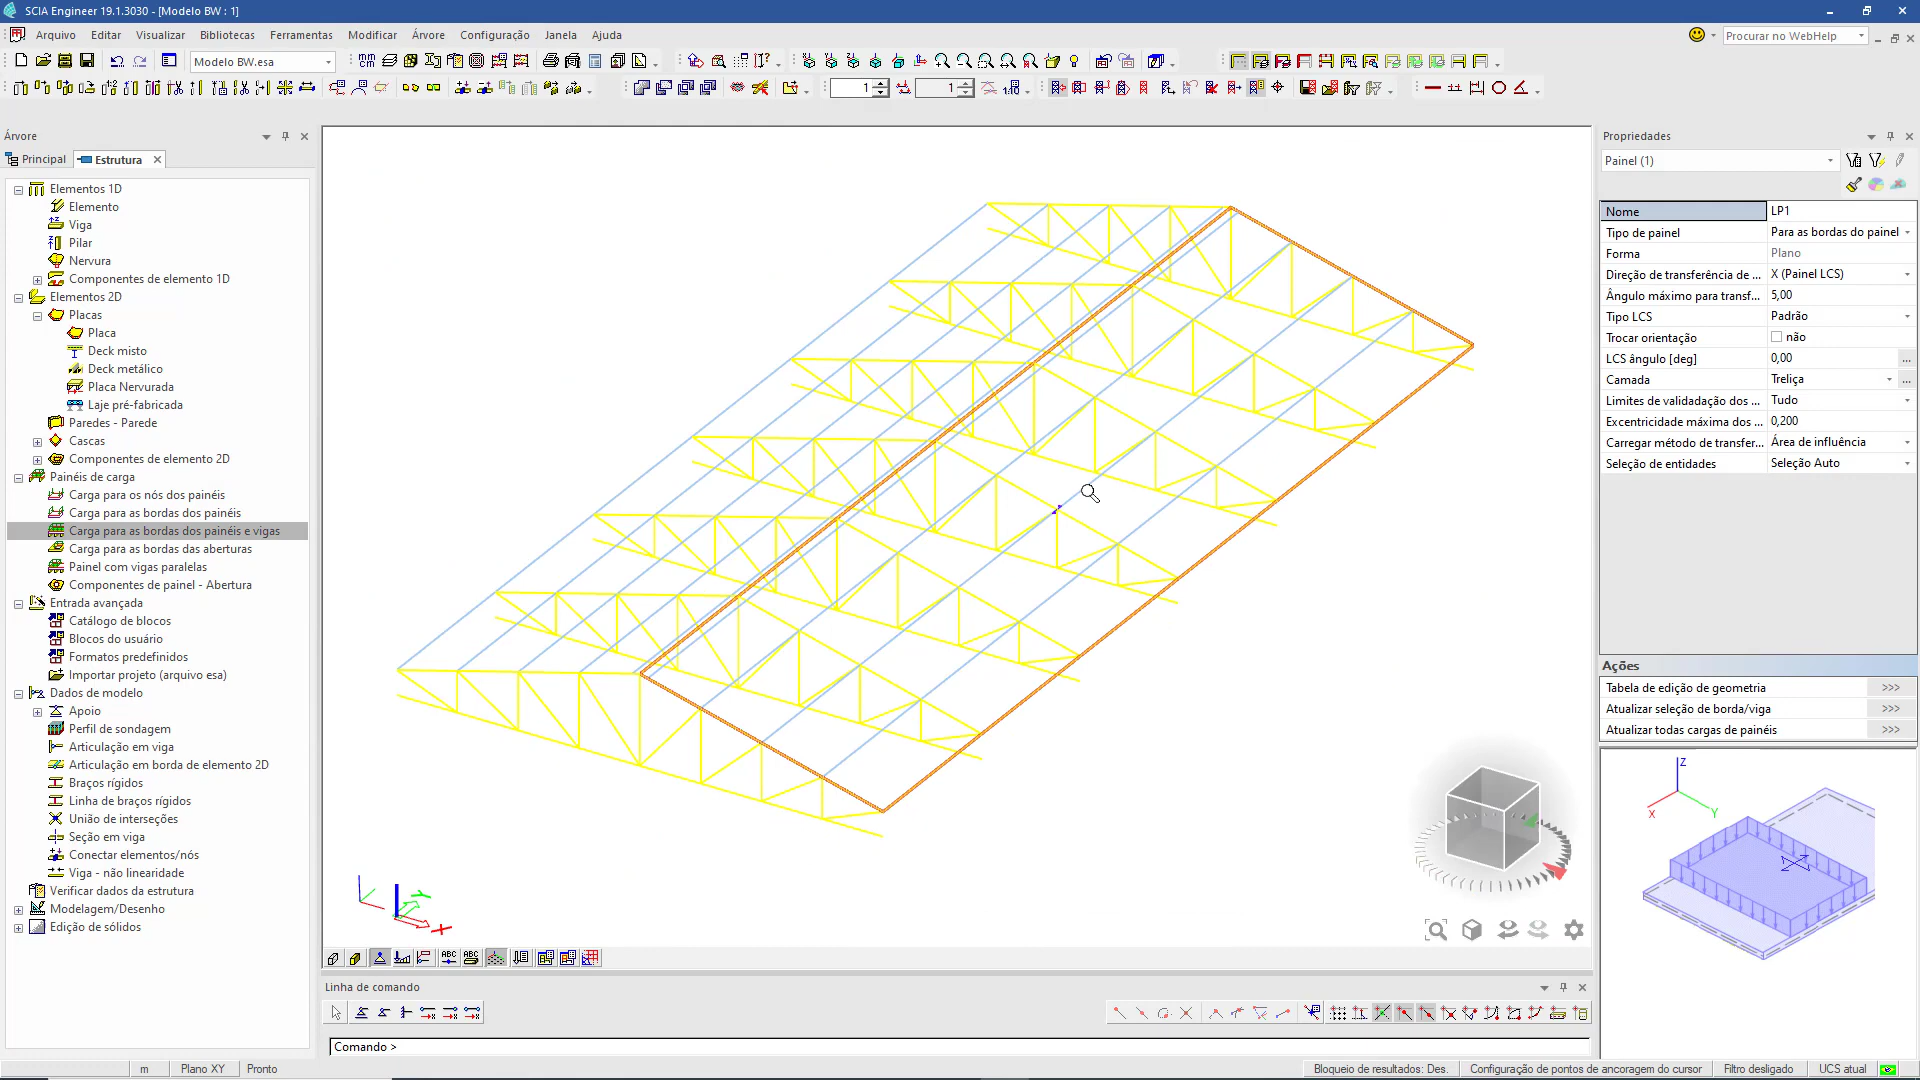 SCIA Engineer 19.1.3030 - [Modelo BW : 1]
Arquivo Editar Visualizar Bibliotecas Ferramentas Modificar Árvore Configuração Janela Ajuda
Procurar no WebHelp
Modelo BW.esa
1
1
Árvore
Principal
Estrutura
Elementos 1D
Elemento
Viga
Pilar
Nervura
Componentes de elemento 1D
Elementos 2D
Placas
Placa
Deck misto
Deck metálico
Placa Nervurada
Laje pré-fabricada
Paredes - Parede
Cascas
Componentes de elemento 2D
Painéis de carga
Carga para os nós dos painéis
Carga para as bordas dos painéis
Carga para as bordas dos painéis e vigas
Carga para as bordas das aberturas
Painel com vigas paralelas
Componentes de painel - Abertura
Entrada avançada
Catálogo de blocos
Blocos do usuário
Formatos predefinidos
Importar projeto (arquivo esa)
Dados de modelo
Apoio
Perfil de sondagem
Articulação em viga
Articulação em borda de elemento 2D
Braços rígidos
Linha de braços rígidos
União de interseções
Seção em viga
Conectar elementos/nós
Viga - não linearidade
Verificar dados da estrutura
Modelagem/Desenho
Edição de sólidos
X
Y
Linha de comando
Comando >
Propriedades
Painel (1)
Nome LP1
Tipo de painel Para as bordas do painel
Forma Plano
Direção de transferência de ... X (Painel LCS)
Ângulo máximo para transf... 5,00
Tipo LCS Padrão
Trocar orientação não
LCS ângulo [deg] 0,00 ...
Camada Treliça ...
Limites de validadação dos ... Tudo
Excentricidade máxima dos ... 0,200
Carregar método de transfer... Área de influência
Seleção de entidades Seleção Auto
Ações
Tabela de edição de geometria >>>
Atualizar seleção de borda/viga >>>
Atualizar todas cargas de painéis >>>
Z
X
Y
m Plano XY Pronto
Bloqueio de resultados: Des. Configuração de pontos de ancoragem do cursor Filtro desligado UCS atual